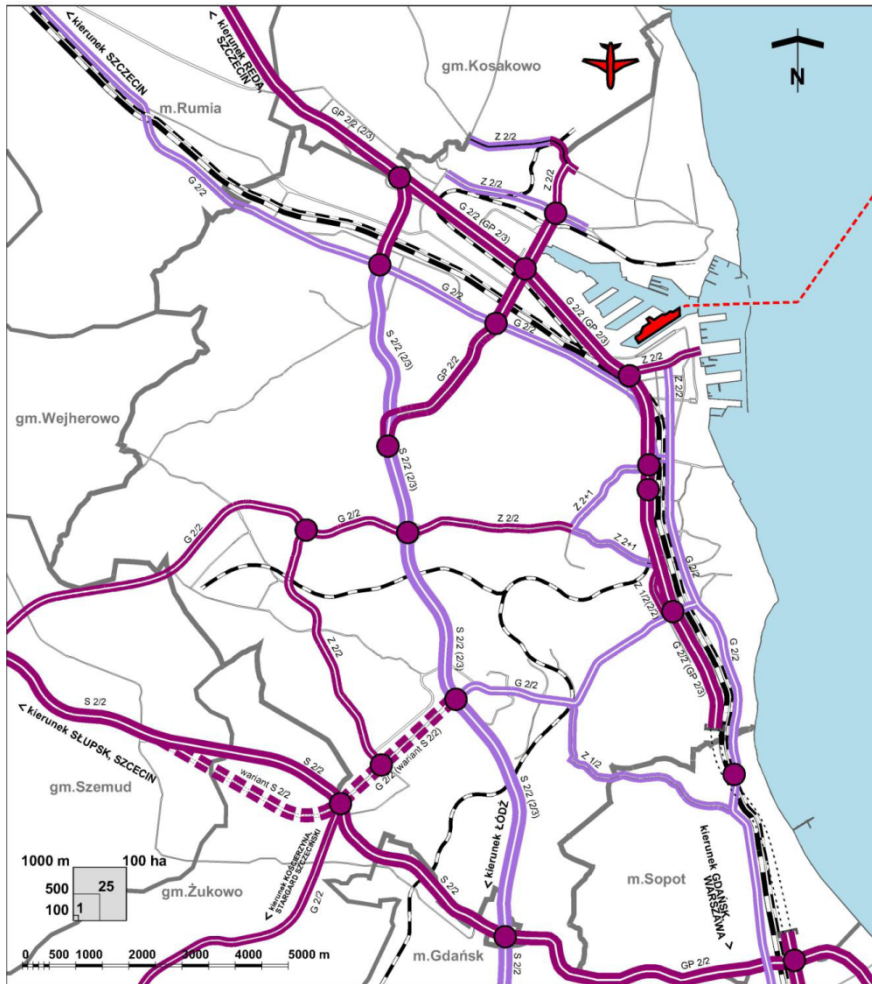 < kierunek SZCZECIN
< kierunek REDA,
SZCZECIN
gm.Kosakowo
N
m.Rumia
GP 2/2 (2/3)
Z 2/2
Z 2/2
Z 2/2
G 2/2
G 2/2 (GP 2/3)
G 2/2
G 2/2
G 2/2 (GP 2/3)
S 2/2 (2/3)
GP 2/2
Z 2/2
Z 2/2
gm.Wejherowo
S 2/2 (2/3)
G 2/2
G 2/2
Z 2/2
Z 2+1
Z 2+1
Z 1/2(2/2)
G 2/2
Z 2/2
S 2/2 (2/3)
G 2/2 (GP 2/3)
G 2/2
G 2/2
S 2/2
< kierunek SŁUPSK, SZCECIN
wariant S 2/2
S 2/2
G 2/2 (wariant S 2/2)
Z 1/2
gm.Szemud
S 2/2 (2/3)
< kierunek ŁÓDŹ
kierunek GDAŃSK
WARSZAWA >
1000 m
100 ha
500
25
100
1
gm.Żukowo
< kierunek KOŚCIERZYNA,
STARGARD SZCZECIŃSKI
G 2/2
S 2/2
m.Sopot
m.Gdańsk
0 500 1000 2000 3000 4000 5000 m
S 2/2
GP 2/2